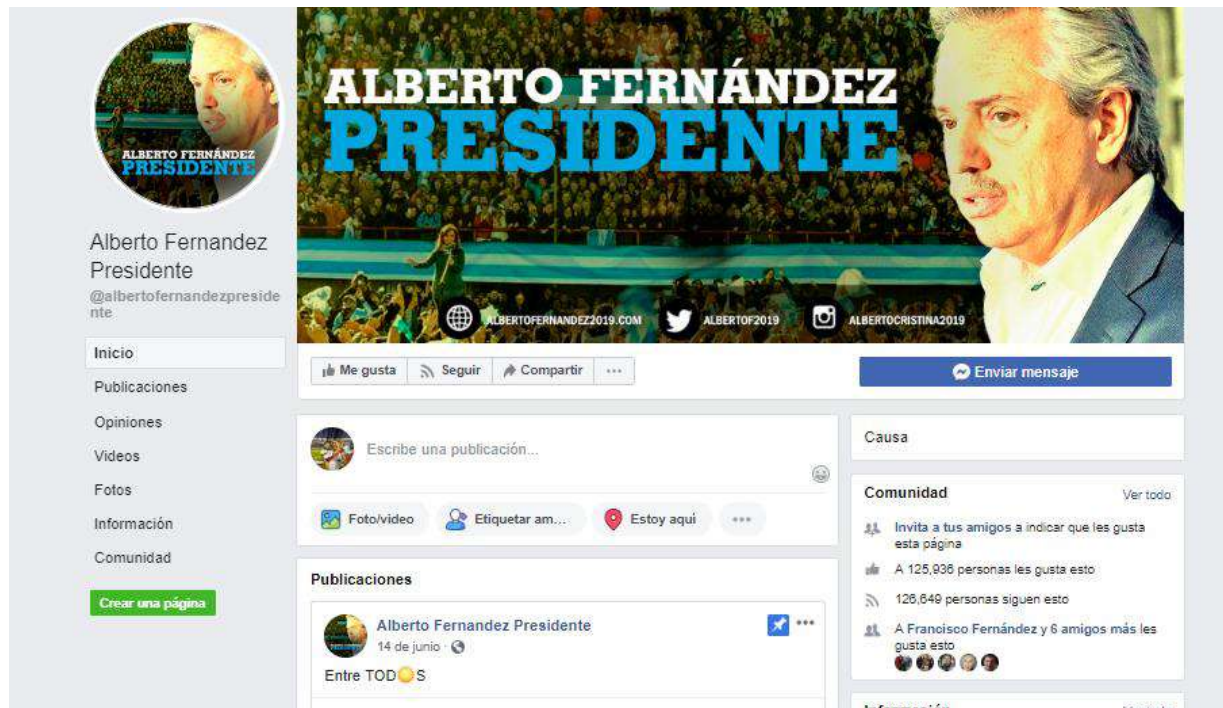 ALBERTO FERNÁNDEZ
PRESIDENTE
Alberto Fernandez
Presidente
@albertofernandezpreside
nte
Inicio
Publicaciones
Opiniones
Videos
Fotos
Información
Comunidad
Crear una página
ALBERTO FERNÁNDEZ
PRESIDENTE
ALBERTOFERNANDEZ2019.COM ALBERTOF2019 ALBERTOCRISTINA2019
Me gusta Seguir Compartir ...
Enviar mensaje
Escribe una publicación...
Foto/video Etiquetar am... Estoy aquí ...
Publicaciones
Alberto Fernandez Presidente
14 de junio ·
Entre TOD S
Causa
Comunidad Ver todo
Invita a tus amigos a indicar que les gusta
esta página
A 125,936 personas les gusta esto
126,649 personas siguen esto
A Francisco Fernández y 6 amigos más les
gusta esto